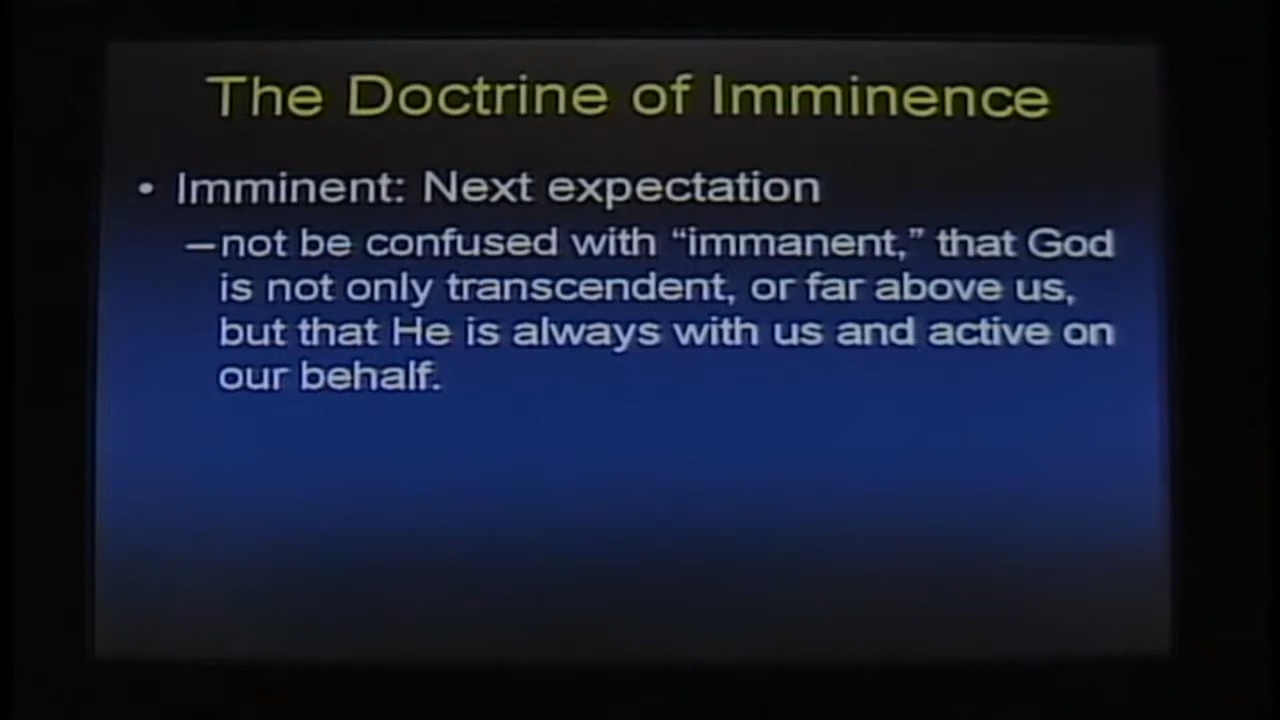 The Doctrine of Imminence
• Imminent: Next expectation
–not be confused with “immanent,” that God
is not only transcendent, or far above us,
but that He is always with us and active on
our behalf.